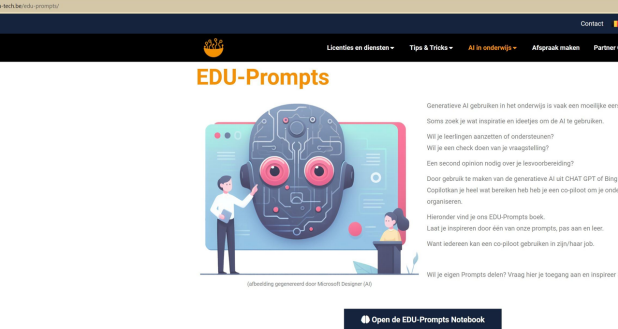 -tech.be/edu-prompts/
Contact
Licenties en diensten Tips & Tricks AI in onderwijs Afspraak maken Partner
EDU-Prompts
Generatieve AI gebruiken in het onderwijs is vaak een moeilijke
Soms zoek je wat inspiratie en ideetjes om de AI te gebruiken.
Wil je leerlingen aanzetten of ondersteunen?
Wil je een check doen van je vraagstelling?
Een second opinion nodig over je lesvoorbereiding?
Door gebruik te maken van de generatieve AI uit CHAT GPT of Bing
Copilotkan je heel wat bereiken heb heb je een co-piloot om je
organiseren.
Hieronder vind je ons EDU-Prompts boek.
Laat je inspireren door één van onze prompts, pas aan en leer.
Want iedereen kan een co-piloot gebruiken in zijn/haar job.
Wil je eigen Prompts delen? Vraag hier je toegang aan en inspireer
(afbeelding gegenereerd door Microsoft Designer (AI)
Open de EDU-Prompts Notebook